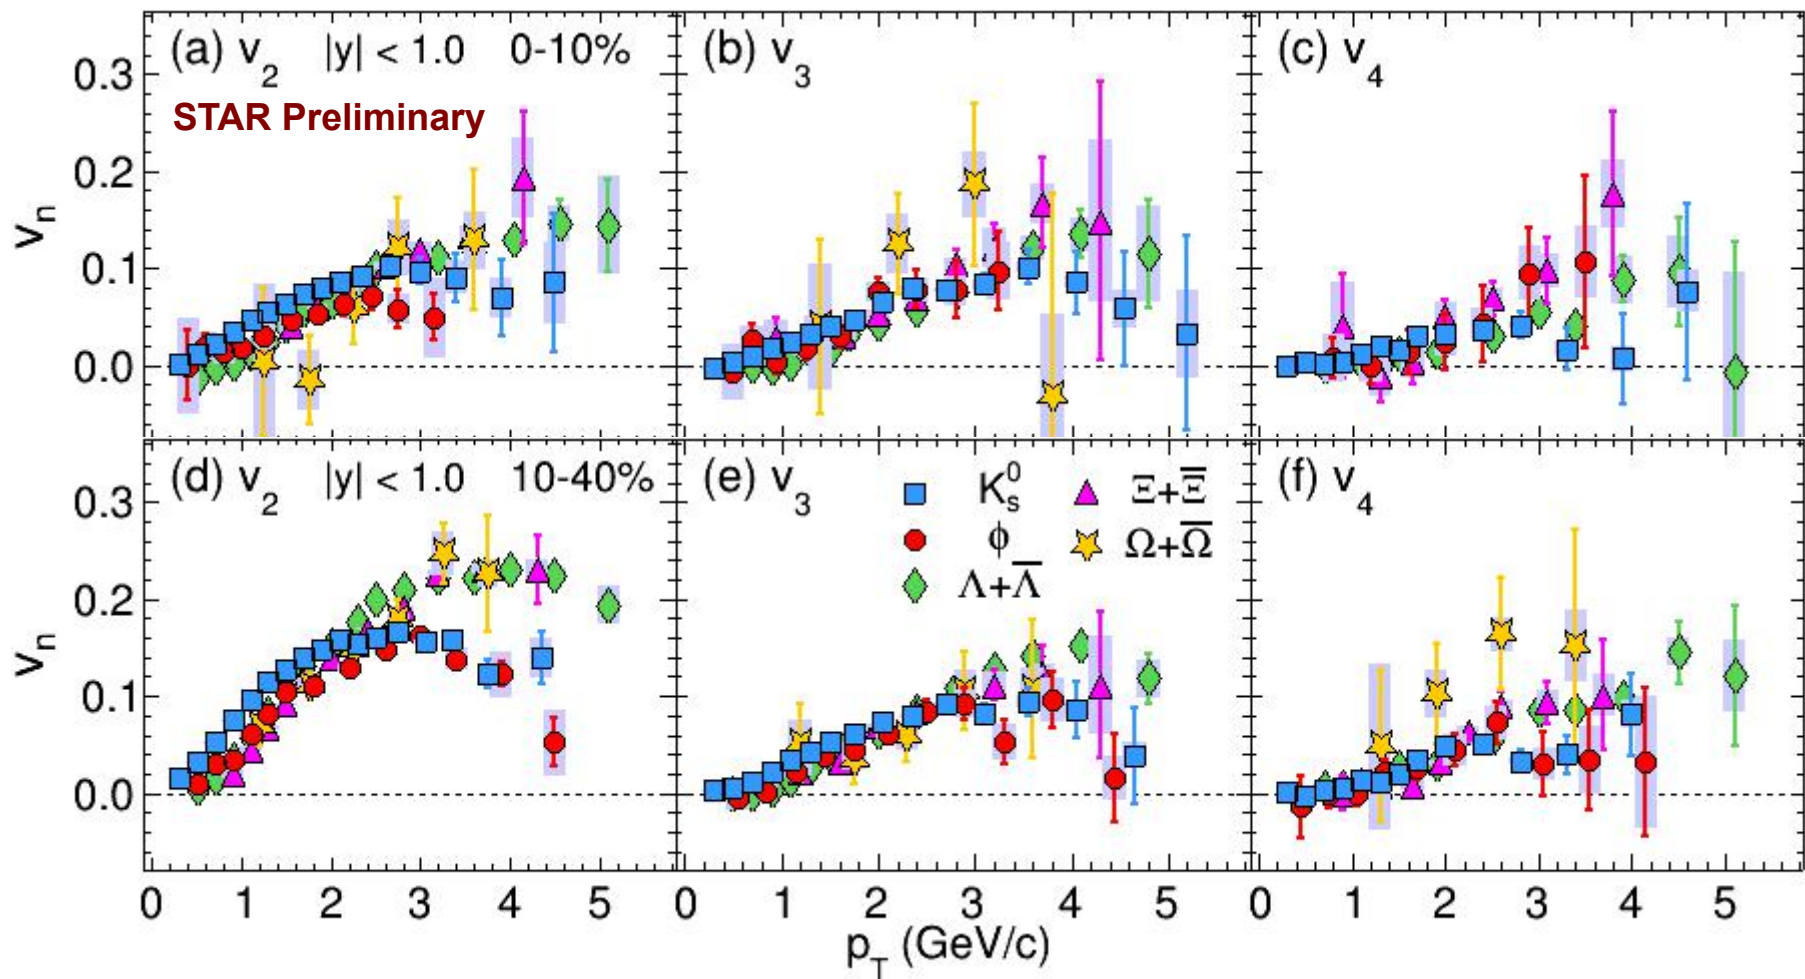 (a) v₂ |y| < 1.0 0-10%
STAR Preliminary
(b) v₃
(c) v₄
0.3
0.2
0.1
0.0
vₙ
(d) v₂ |y| < 1.0 10-40%
(e) v₃
K⁰ₛ
ϕ
Λ+Λ̅
Ξ+Ξ̅
Ω+Ω̅
(f) v₄
0.3
0.2
0.1
0.0
vₙ
0 1 2 3 4 5
0 1 2 3 4 5
0 1 2 3 4 5
p_T (GeV/c)